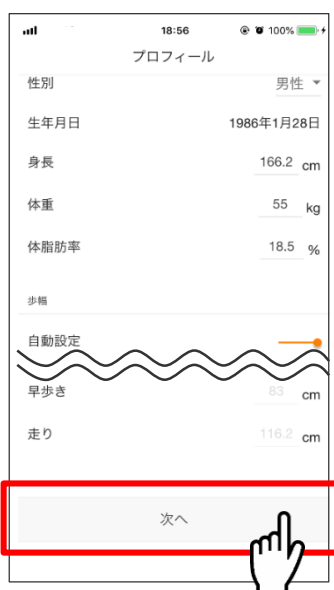 18:56 100%
プロフィール
性別 男性
生年月日 1986年1月28日
身長 166.2 cm
体重 55 kg
体脂肪率 18.5 %
歩幅
自動設定
早歩き 83 cm
走り 116.2 cm
次へ